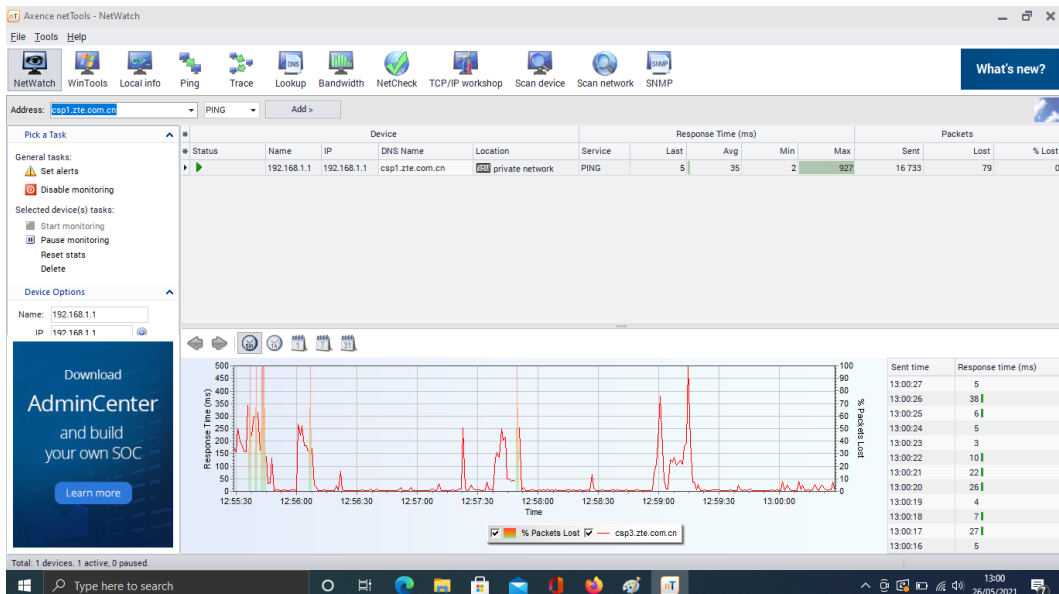 nT Axence netTools - NetWatch
File Tools Help
NetWatch WinTools Local info Ping Trace Lookup Bandwidth NetCheck TCP/IP workshop Scan device Scan network SNMP
DNS SNMP
What's new?
Address: csp1.zte.com.cn PING Add >
Pick a Task
General tasks:
Set alerts
Disable monitoring
Selected device(s) tasks:
Start monitoring
Pause monitoring
Reset stats
Delete
Device Options
Name: 192.168.1.1
IP 192.168.1.1
Download
AdminCenter
and build
your own SOC
Learn more
Device Response Time (ms) Packets
Status Name IP DNS Name Location Service Last Avg Min Max Sent Lost % Lost
192.168.1.1 192.168.1.1 csp1.zte.com.cn private network PING 5 35 2 927 16 733 79 0
5m 1h 1 7 31
Response Time (ms)
500
450
400
350
300
250
200
150
100
50
0
100
90
80
70
60
50
40
30
20
10
0
% Packets Lost
12:55:30 12:56:00 12:56:30 12:57:00 12:57:30 12:58:00 12:58:30 12:59:00 12:59:30 13:00:00
Time
% Packets Lost csp3.zte.com.cn
Sent time Response time (ms)
13:00:27 5
13:00:26 38
13:00:25 6
13:00:24 5
13:00:23 3
13:00:22 10
13:00:21 22
13:00:20 26
13:00:19 4
13:00:18 7
13:00:17 27
13:00:16 5
Total: 1 devices. 1 active, 0 paused.
Type here to search
nT
13:00
26/05/2021